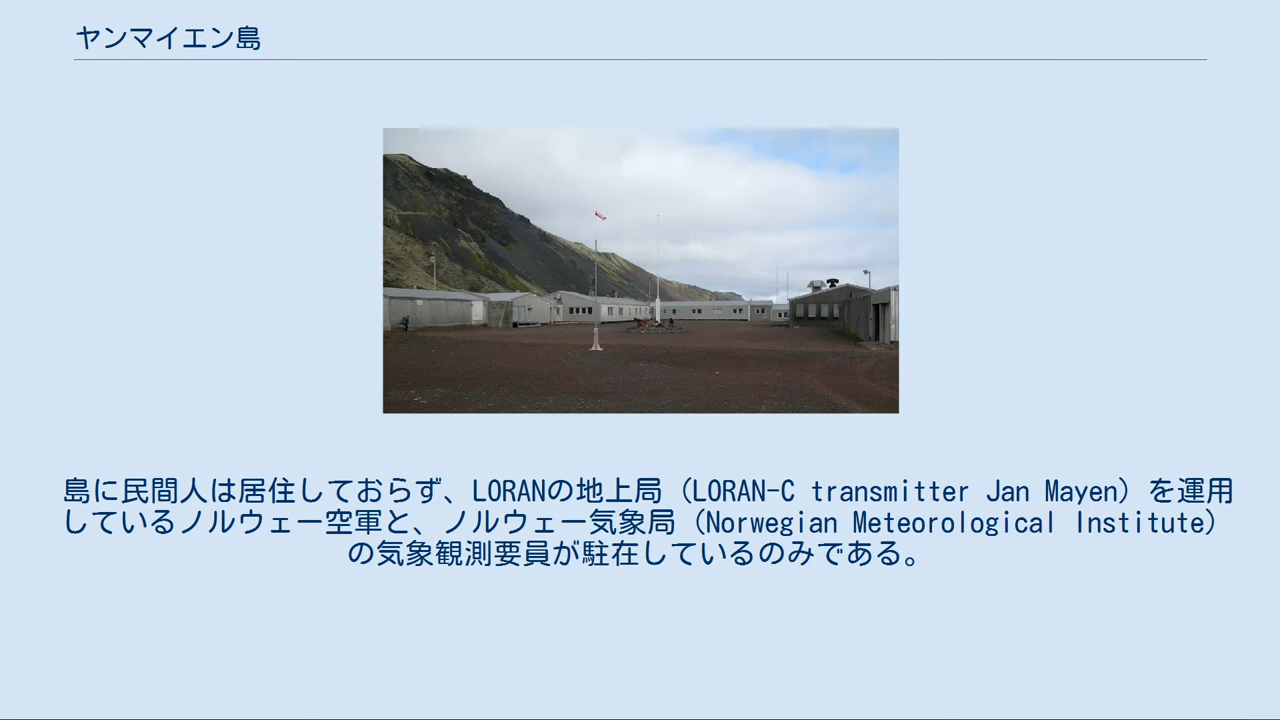 ヤンマイエン島
島に民間人は居住しておらず、LORANの地上局（LORAN-C transmitter Jan Mayen）を運用
しているノルウェー空軍と、ノルウェー気象局（Norwegian Meteorological Institute）
の気象観測要員が駐在しているのみである。